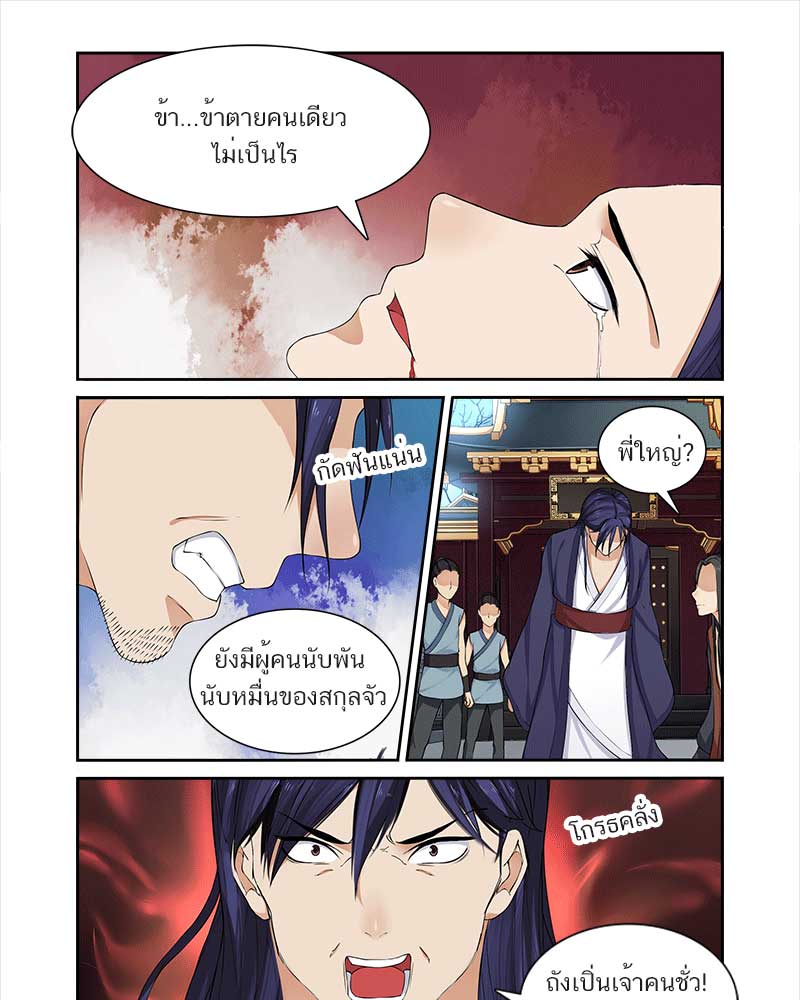 ข้า...ข้าตายคนเดียว
ไม่เป็นไร
กัดฟันแน่น
ยังมีผู้คนนับพัน
นับหมื่นของสกุลจัว
พี่ใหญ่?
โกรธคลั่ง
ถังเปิ่นเจ้าคนชั่ว!